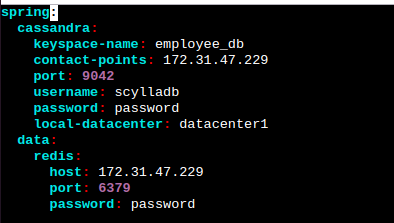 spring:
  cassandra:
    keyspace-name: employee_db
    contact-points: 172.31.47.229
    port: 9042
    username: scylladb
    password: password
    local-datacenter: datacenter1
  data:
    redis:
      host: 172.31.47.229
      port: 6379
      password: password